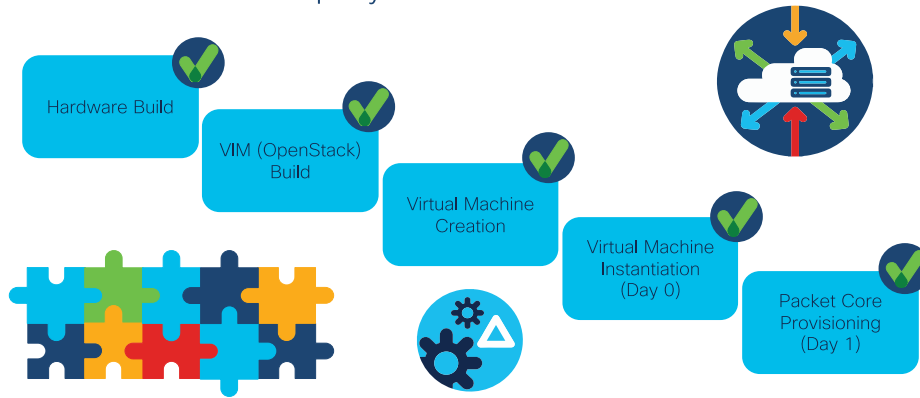 Hardware Build
VIM (OpenStack)
Build
Virtual Machine
Creation
Virtual Machine
Instantiation
(Day 0)
Packet Core
Provisioning
(Day 1)